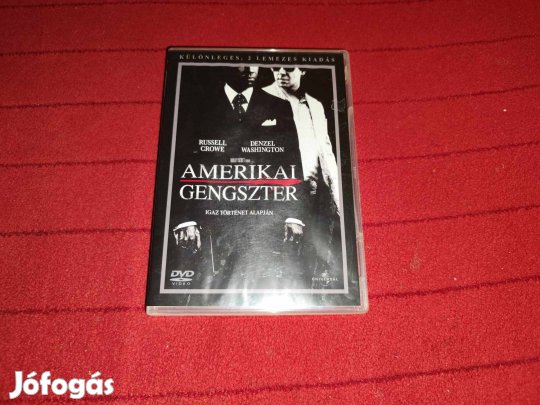 KÜLÖNLEGES, 2 LEMEZES KIADÁS
RUSSELL CROWE
DENZEL WASHINGTON
AMERIKAI
GENGSZTER
IGAZ TÖRTÉNET ALAPJÁN
DVD
VIDEO
UNIVERSAL
Jófogás